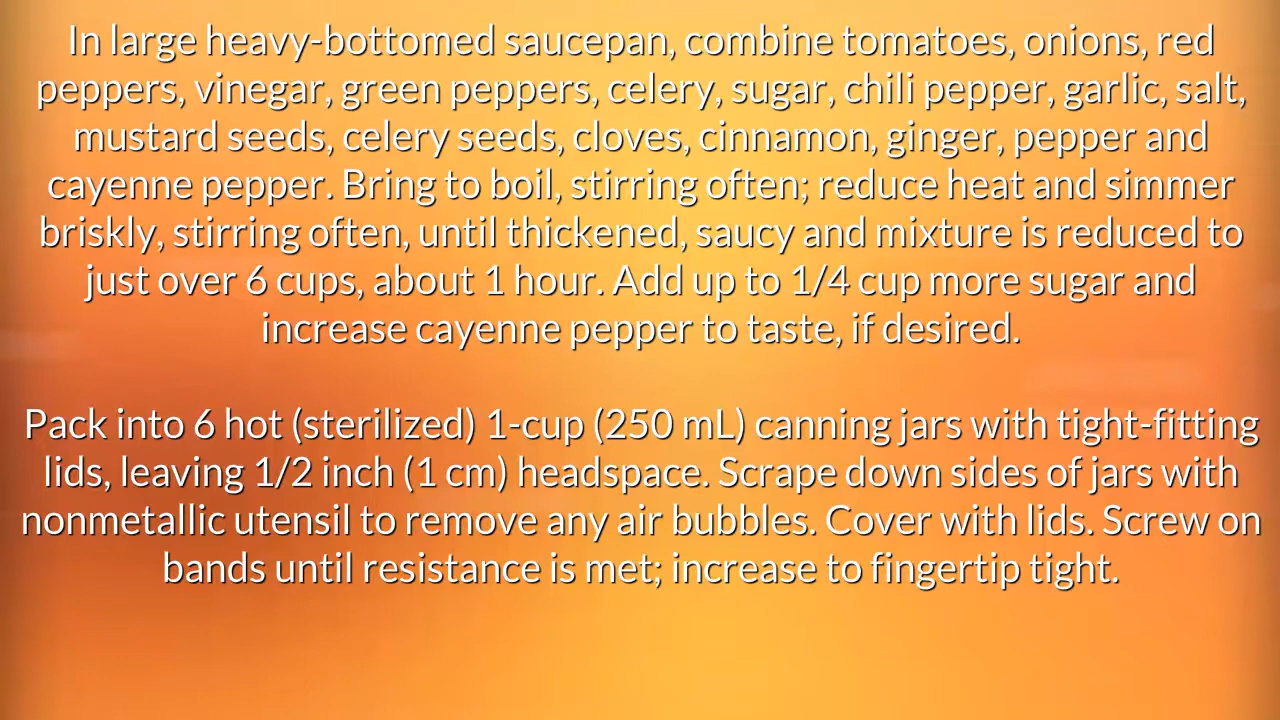 In large heavy-bottomed saucepan, combine tomatoes, onions, red
peppers, vinegar, green peppers, celery, sugar, chili pepper, garlic, salt,
mustard seeds, celery seeds, cloves, cinnamon, ginger, pepper and
cayenne pepper. Bring to boil, stirring often; reduce heat and simmer
briskly, stirring often, until thickened, saucy and mixture is reduced to
just over 6 cups, about 1 hour. Add up to 1/4 cup more sugar and
increase cayenne pepper to taste, if desired.

Pack into 6 hot (sterilized) 1-cup (250 mL) canning jars with tight-fitting
lids, leaving 1/2 inch (1 cm) headspace. Scrape down sides of jars with
nonmetallic utensil to remove any air bubbles. Cover with lids. Screw on
bands until resistance is met; increase to fingertip tight.